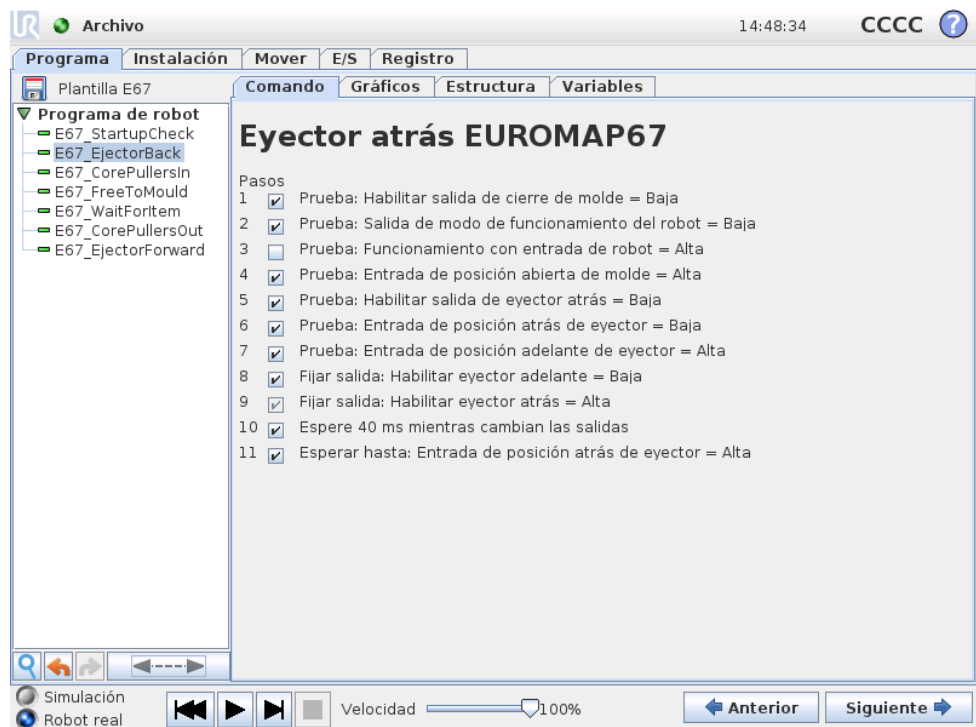 UR Archivo 14:48:34 CCCC ?
Programa Instalación Mover E/S Registro
Plantilla E67
Comando Gráficos Estructura Variables
Programa de robot
E67_StartupCheck
E67_EjectorBack
E67_CorePullersIn
E67_FreeToMould
E67_WaitForItem
E67_CorePullersOut
E67_EjectorForward
Eyector atrás EUROMAP67
Pasos
1 Prueba: Habilitar salida de cierre de molde = Baja
2 Prueba: Salida de modo de funcionamiento del robot = Baja
3 Prueba: Funcionamiento con entrada de robot = Alta
4 Prueba: Entrada de posición abierta de molde = Alta
5 Prueba: Habilitar salida de eyector atrás = Baja
6 Prueba: Entrada de posición atrás de eyector = Baja
7 Prueba: Entrada de posición adelante de eyector = Alta
8 Fijar salida: Habilitar eyector adelante = Baja
9 Fijar salida: Habilitar eyector atrás = Alta
10 Espere 40 ms mientras cambian las salidas
11 Esperar hasta: Entrada de posición atrás de eyector = Alta
Simulación
Robot real
Velocidad 100%
Anterior Siguiente